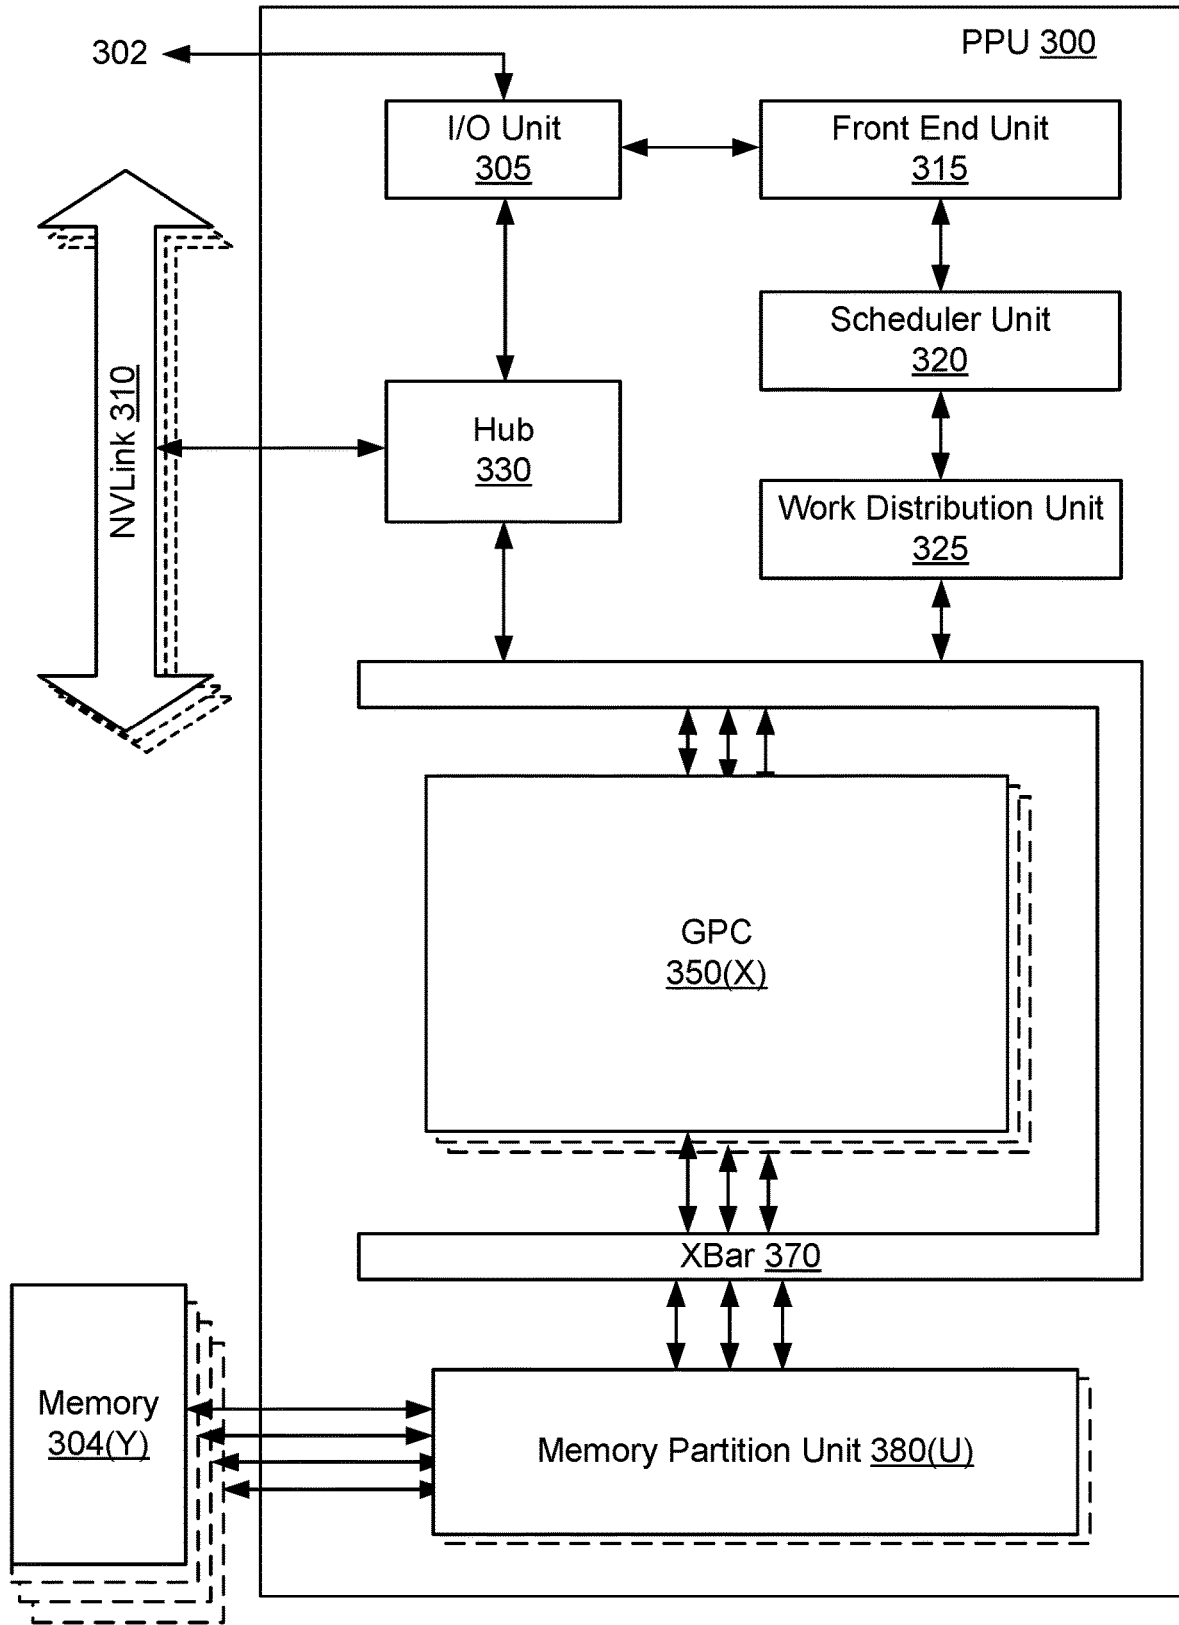 PPU 300
302
I/O Unit
305
Front End Unit
315
Scheduler Unit
320
NVLink 310
Hub
330
Work Distribution Unit
325
GPC
350(X)
XBar 370
Memory
304(Y)
Memory Partition Unit 380(U)